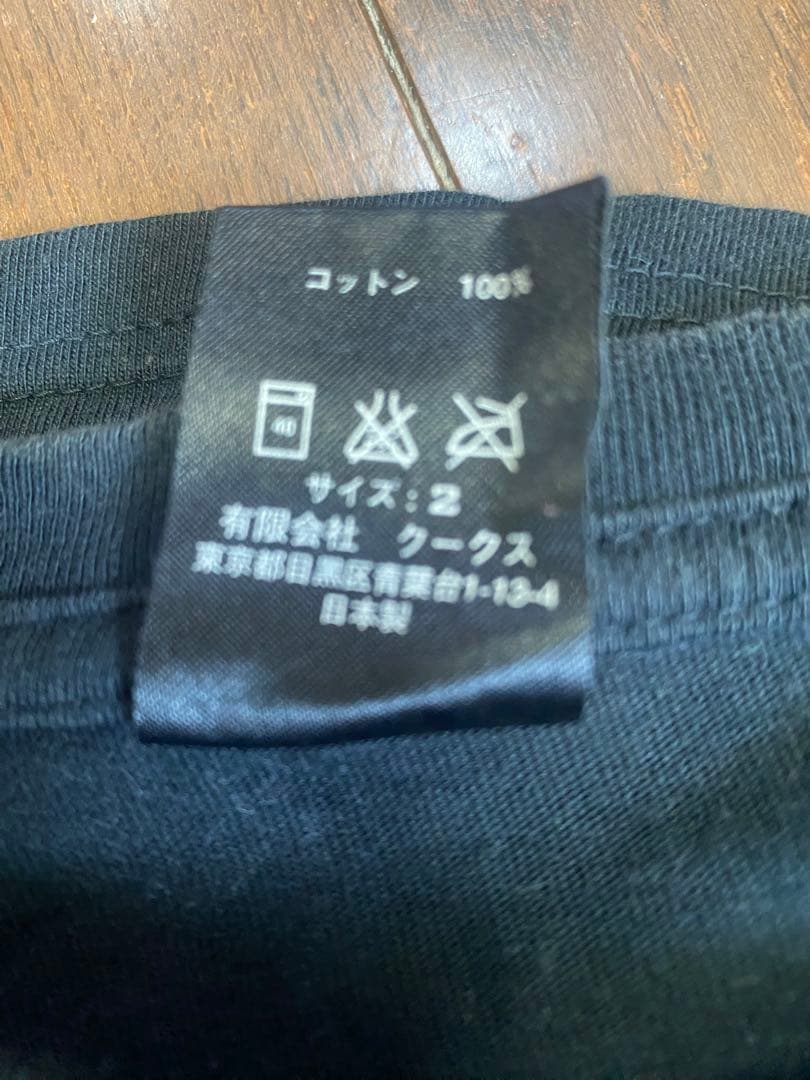 コットン 100%
40
サイズ：2
有限会社 クークス
東京都目黒区青葉台1-13-4
日本製